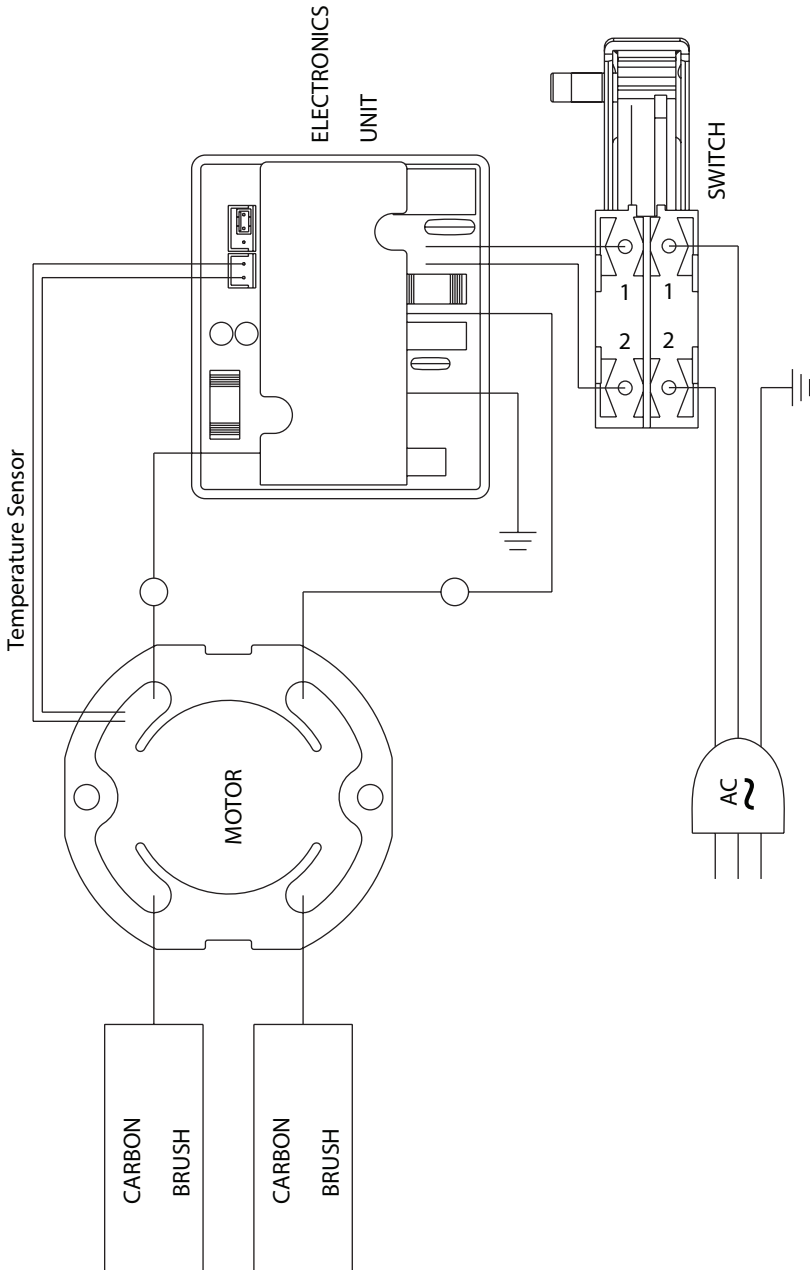 ELECTRONICS
UNIT
SWITCH
1
1
2
2
Temperature Sensor
MOTOR
AC
~
CARBON
BRUSH
CARBON
BRUSH